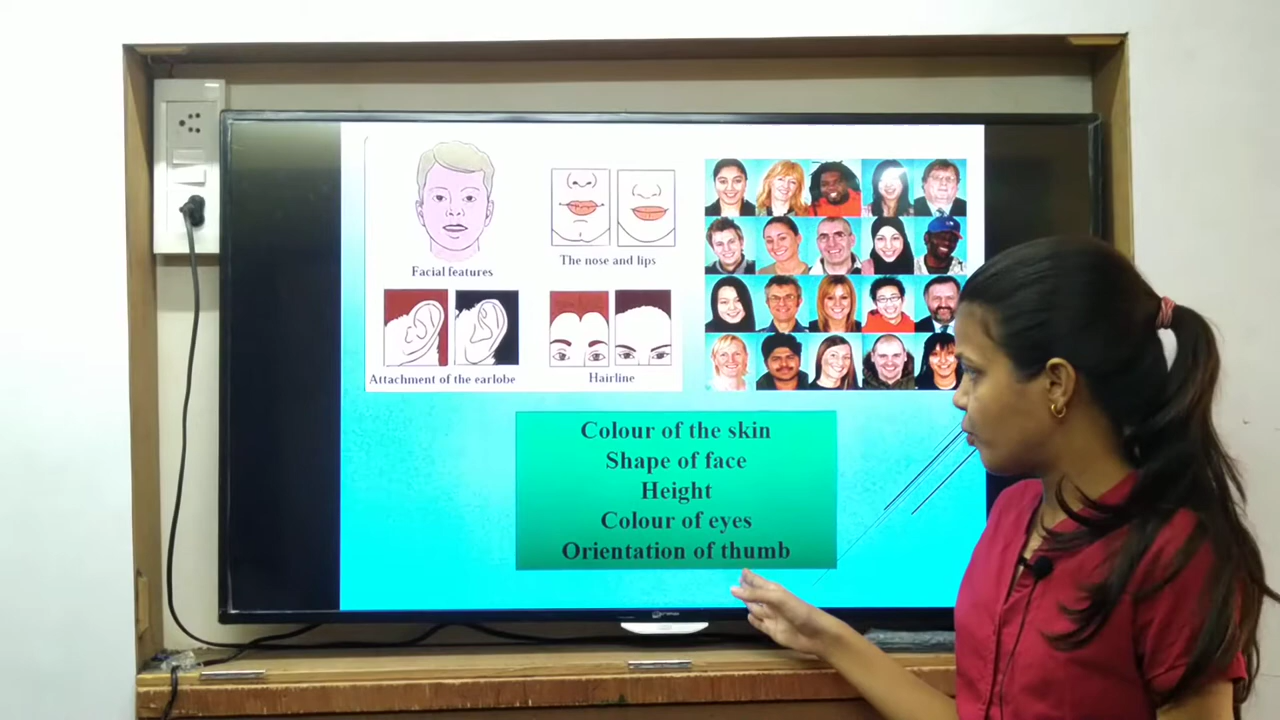 Facial features
The nose and lips
Attachment of the earlobe
Hairline
Colour of the skin
Shape of face
Height
Colour of eyes
Orientation of thumb